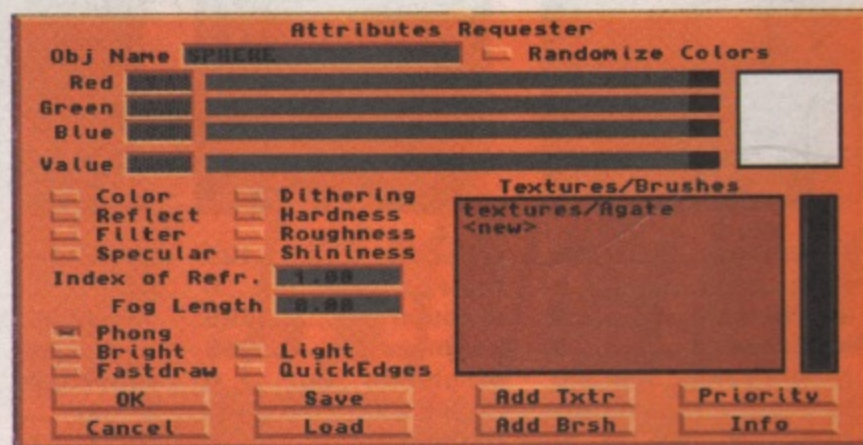 Attributes Requester
Obj Name SPHERE Randomize Colors
Red
Green
Blue
Value
Color Dithering
Reflect Hardness
Filter Roughness
Specular Shininess
Index of Refr. 1.00
Fog Length 0.00
Phong
Bright Light
Fastdraw QuickEdges
Textures/Brushes
textures/Agate
<new>
OK Save Add Txtr Priority
Cancel Load Add Brsh Info